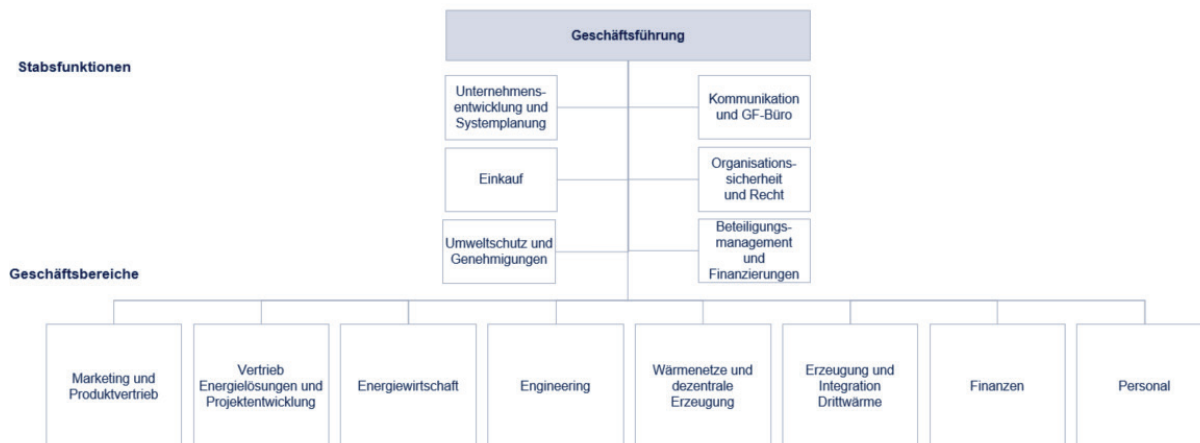 Geschäftsführung
Stabsfunktionen
Unternehmens-
entwicklung und
Systemplanung
Kommunikation
und GF-Büro
Einkauf
Organisations-
sicherheit
und Recht
Umweltschutz und
Genehmigungen
Beteiligungs-
management
und
Finanzierungen
Geschäftsbereiche
Marketing und
Produktvertrieb
Vertrieb
Energielösungen und
Projektentwicklung
Energiewirtschaft
Engineering
Wärmenetze und
dezentrale
Erzeugung
Erzeugung und
Integration
Drittwärme
Finanzen
Personal